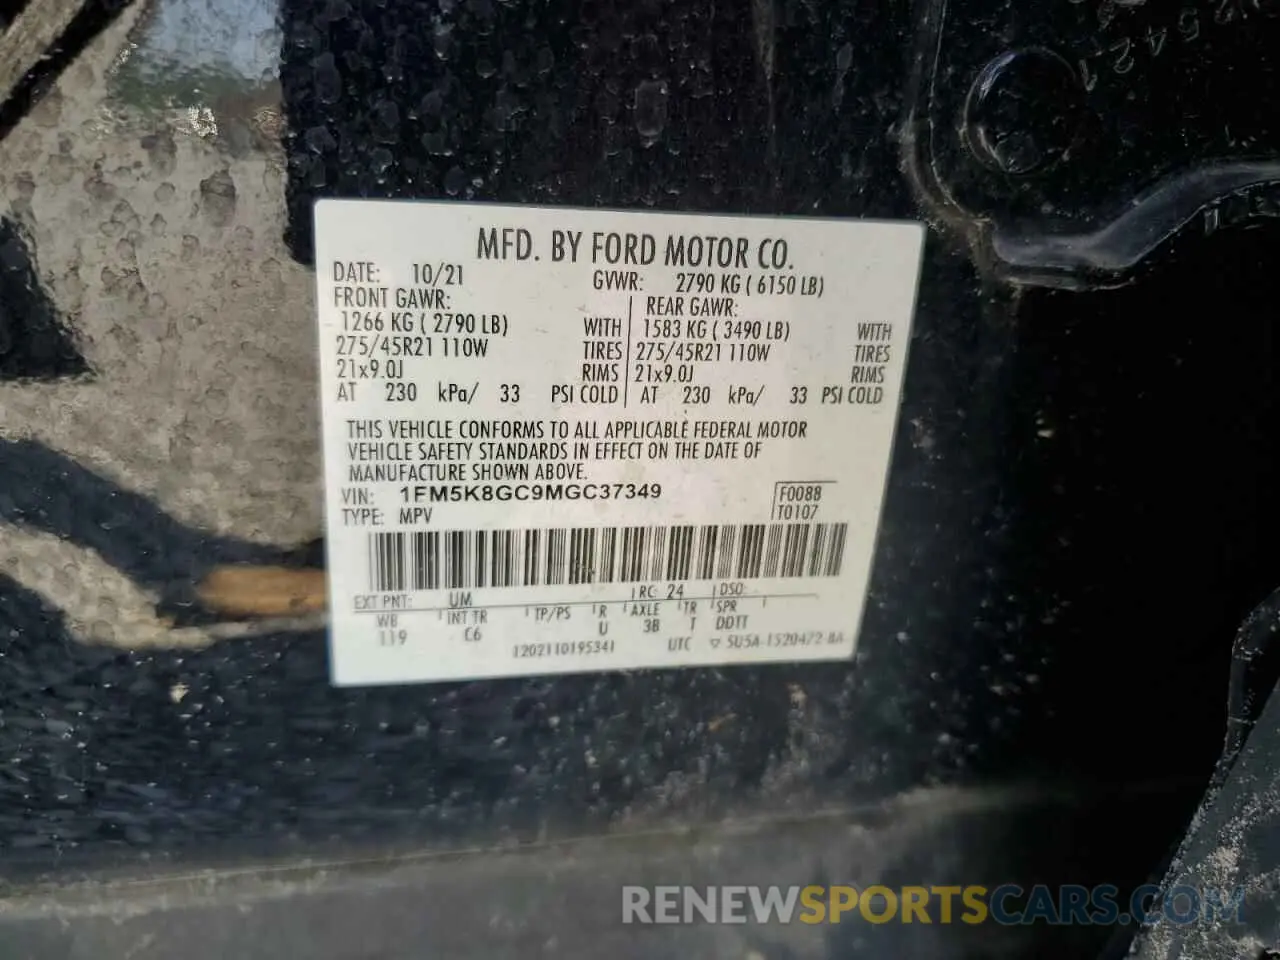 MFD. BY FORD MOTOR CO.
DATE: 10/21 GVWR: 2790 KG ( 6150 LB)
FRONT GAWR: REAR GAWR:
1266 KG ( 2790 LB) WITH 1583 KG ( 3490 LB) WITH
275/45R21 110W TIRES 275/45R21 110W TIRES
21x9.0J RIMS 21x9.0J RIMS
AT 230 kPa/ 33 PSI COLD AT 230 kPa/ 33 PSI COLD
THIS VEHICLE CONFORMS TO ALL APPLICABLE FEDERAL MOTOR
VEHICLE SAFETY STANDARDS IN EFFECT ON THE DATE OF
MANUFACTURE SHOWN ABOVE.
VIN: 1FM5K8GC9MGC37349 F0088
TYPE: MPV T0107
EXT PNT: UM RC: 24 DSO:
WB INT TR TP/PS R AXLE TR SPR
119 C6 U 3B T DDTT
1202110195341 UTC ▽ 5U5A-1520472-BA
RENEWSPORTSCARS.COM